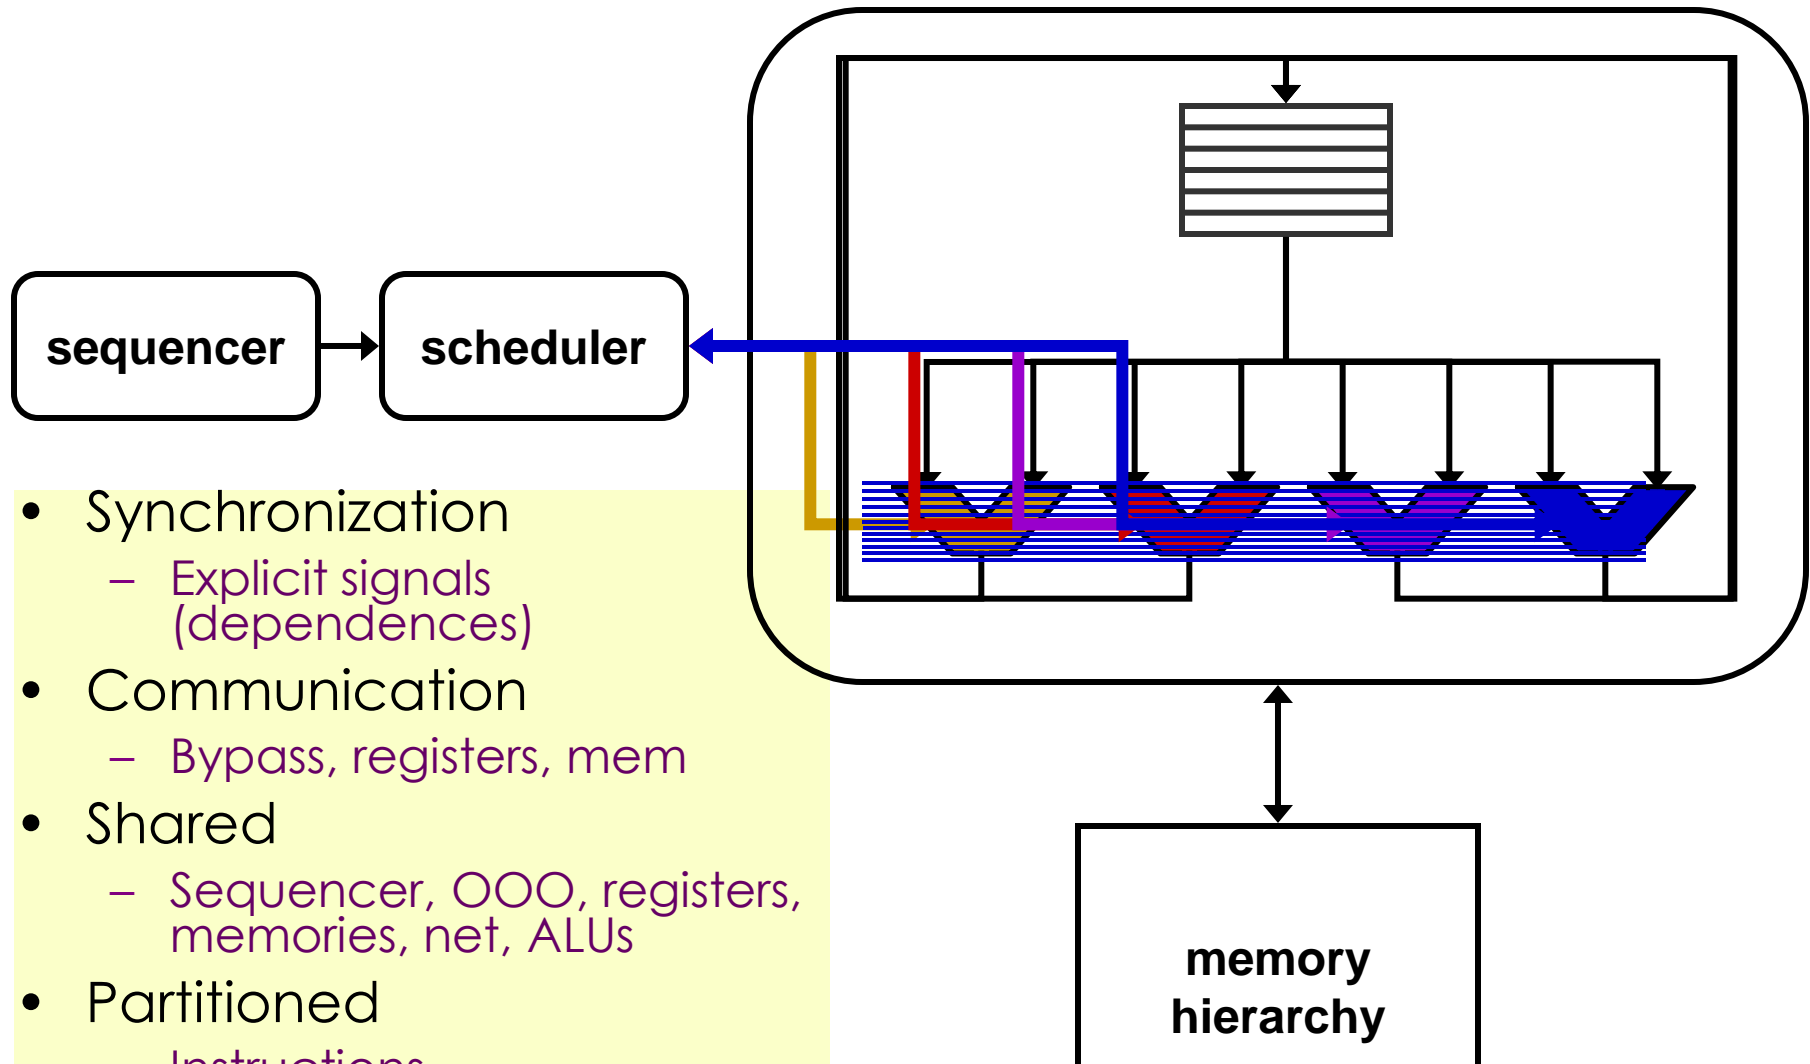 sequencer
scheduler
• Synchronization
– Explicit signals
(dependences)
• Communication
– Bypass, registers, mem
• Shared
– Sequencer, OOO, registers,
memories, net, ALUs
• Partitioned
Instructions
memory
hierarchy